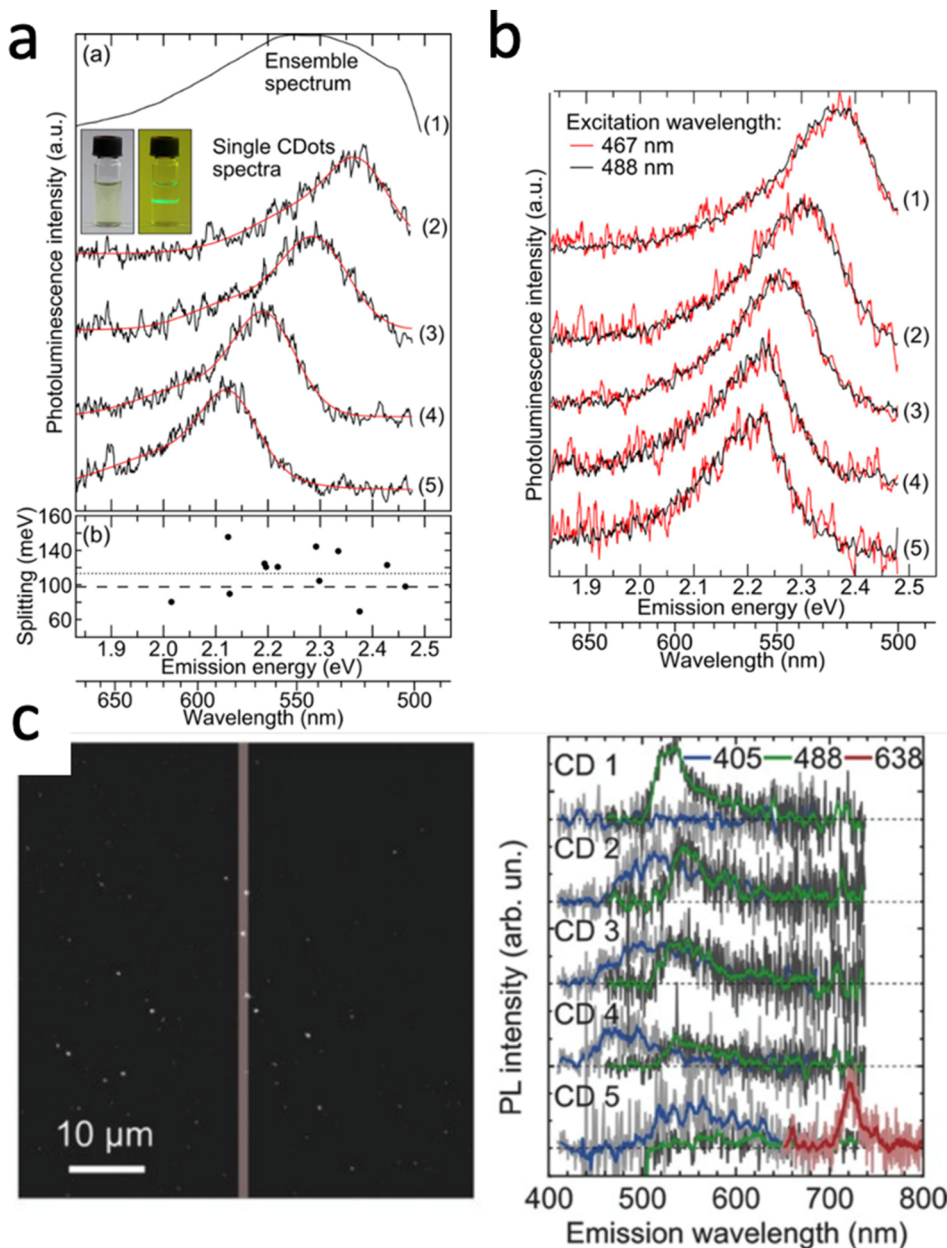 a
(a)
Ensemble
spectrum
(1)
Single CDots
spectra
(2)
(3)
(4)
(5)
Photoluminescence intensity (a.u.)
(b)
160
140
100
60
Splitting (meV)
1.9 2.0 2.1 2.2 2.3 2.4 2.5
Emission energy (eV)
650 600 550 500
Wavelength (nm)
b
Excitation wavelength:
467 nm
488 nm
(1)
(2)
(3)
(4)
(5)
Photoluminescence intensity (a.u.)
1.9 2.0 2.1 2.2 2.3 2.4 2.5
Emission energy (eV)
650 600 550 500
Wavelength (nm)
c
10 µm
CD 1
405 488 638
CD 2
CD 3
CD 4
CD 5
PL intensity (arb. un.)
400 500 600 700 800
Emission wavelength (nm)